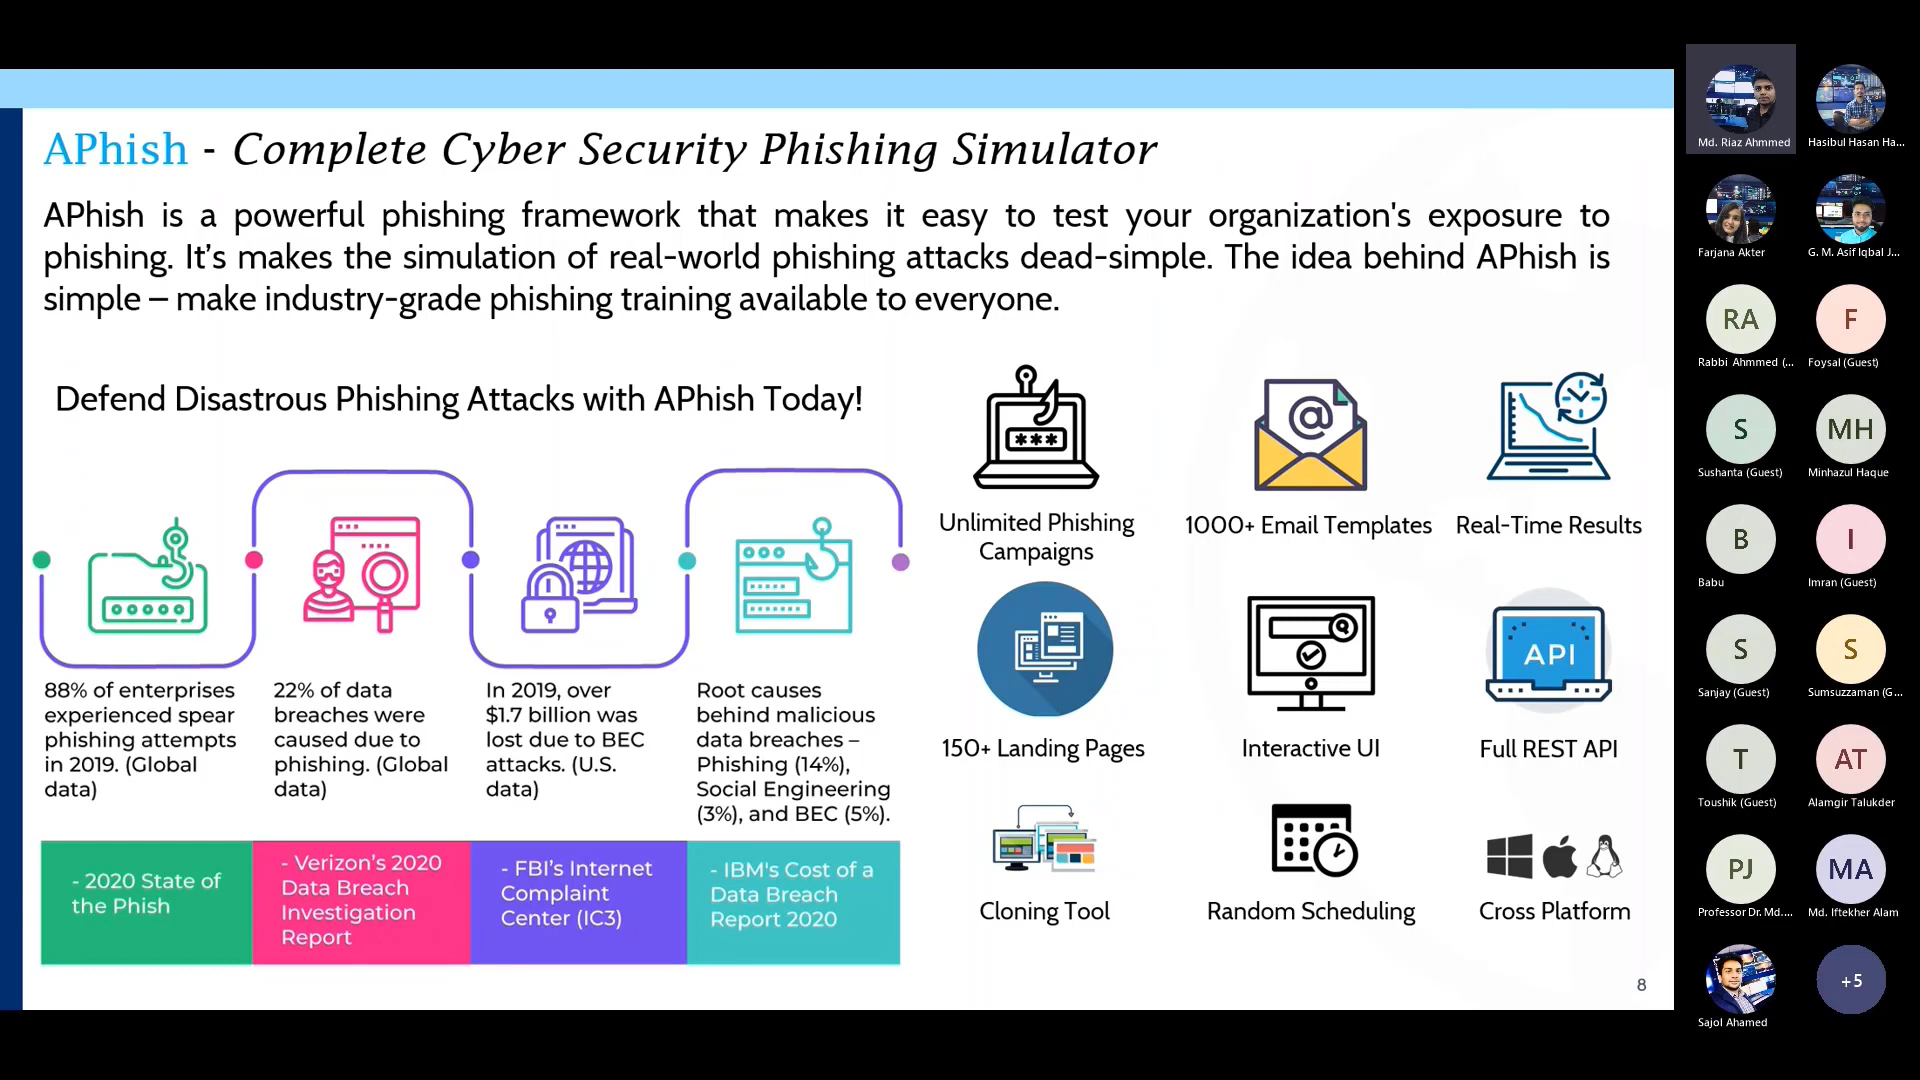 APhish - Complete Cyber Security Phishing Simulator
APhish is a powerful phishing framework that makes it easy to test your organization's exposure to
phishing. It's makes the simulation of real-world phishing attacks dead-simple. The idea behind APhish is
simple – make industry-grade phishing training available to everyone.
Defend Disastrous Phishing Attacks with APhish Today!
88% of enterprises
experienced spear
phishing attempts
in 2019. (Global
data)
22% of data
breaches were
caused due to
phishing. (Global
data)
In 2019, over
$1.7 billion was
lost due to BEC
attacks. (U.S.
data)
Root causes
behind malicious
data breaches –
Phishing (14%),
Social Engineering
(3%), and BEC (5%).
- 2020 State of
the Phish
- Verizon's 2020
Data Breach
Investigation
Report
- FBI's Internet
Complaint
Center (IC3)
- IBM's Cost of a
Data Breach
Report 2020
***
Unlimited Phishing
Campaigns
@
1000+ Email Templates
Real-Time Results
150+ Landing Pages
Interactive UI
API
Full REST API
Cloning Tool
Random Scheduling
Cross Platform
8
Md. Riaz Ahmmed
Hasibul Hasan Ha...
Farjana Akter
G. M. Asif Iqbal J...
RA
Rabbi Ahmmed (...
F
Foysal (Guest)
S
Sushanta (Guest)
MH
Minhazul Haque
B
Babu
I
Imran (Guest)
S
Sanjay (Guest)
S
Sumsuzzaman (G...
T
Toushik (Guest)
AT
Alamgir Talukder
PJ
Professor Dr. Md....
MA
Md. Iftekher Alam
Sajol Ahamed
+5